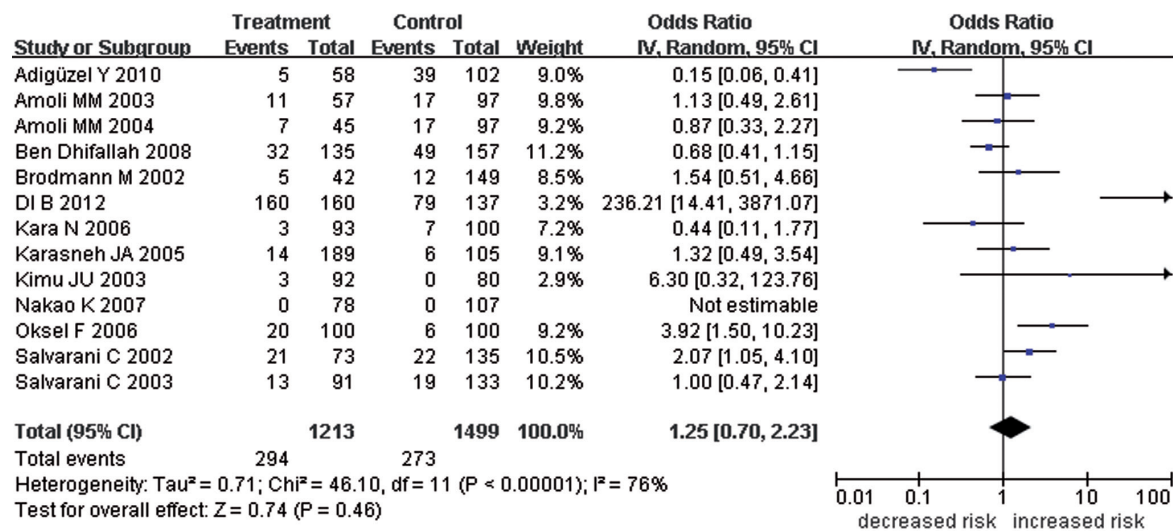 Treatment Control Odds Ratio Odds Ratio
Study or Subgroup Events Total Events Total Weight IV, Random, 95% CI IV, Random, 95% CI
Adigüzel Y 2010 5 58 39 102 9.0% 0.15 [0.06, 0.41]
Amoli MM 2003 11 57 17 97 9.8% 1.13 [0.49, 2.61]
Amoli MM 2004 7 45 17 97 9.2% 0.87 [0.33, 2.27]
Ben Dhifallah 2008 32 135 49 157 11.2% 0.68 [0.41, 1.15]
Brodmann M 2002 5 42 12 149 8.5% 1.54 [0.51, 4.66]
DI B 2012 160 160 79 137 3.2% 236.21 [14.41, 3871.07]
Kara N 2006 3 93 7 100 7.2% 0.44 [0.11, 1.77]
Karasneh JA 2005 14 189 6 105 9.1% 1.32 [0.49, 3.54]
Kimu JU 2003 3 92 0 80 2.9% 6.30 [0.32, 123.76]
Nakao K 2007 0 78 0 107 Not estimable
Oksel F 2006 20 100 6 100 9.2% 3.92 [1.50, 10.23]
Salvarani C 2002 21 73 22 135 10.5% 2.07 [1.05, 4.10]
Salvarani C 2003 13 91 19 133 10.2% 1.00 [0.47, 2.14]
Total (95% CI) 1213 1499 100.0% 1.25 [0.70, 2.23]
Total events 294 273
Heterogeneity: Tau² = 0.71; Chi² = 46.10, df = 11 (P < 0.00001); I² = 76%
Test for overall effect: Z = 0.74 (P = 0.46)
0.01 0.1 1 10 100
decreased risk increased risk